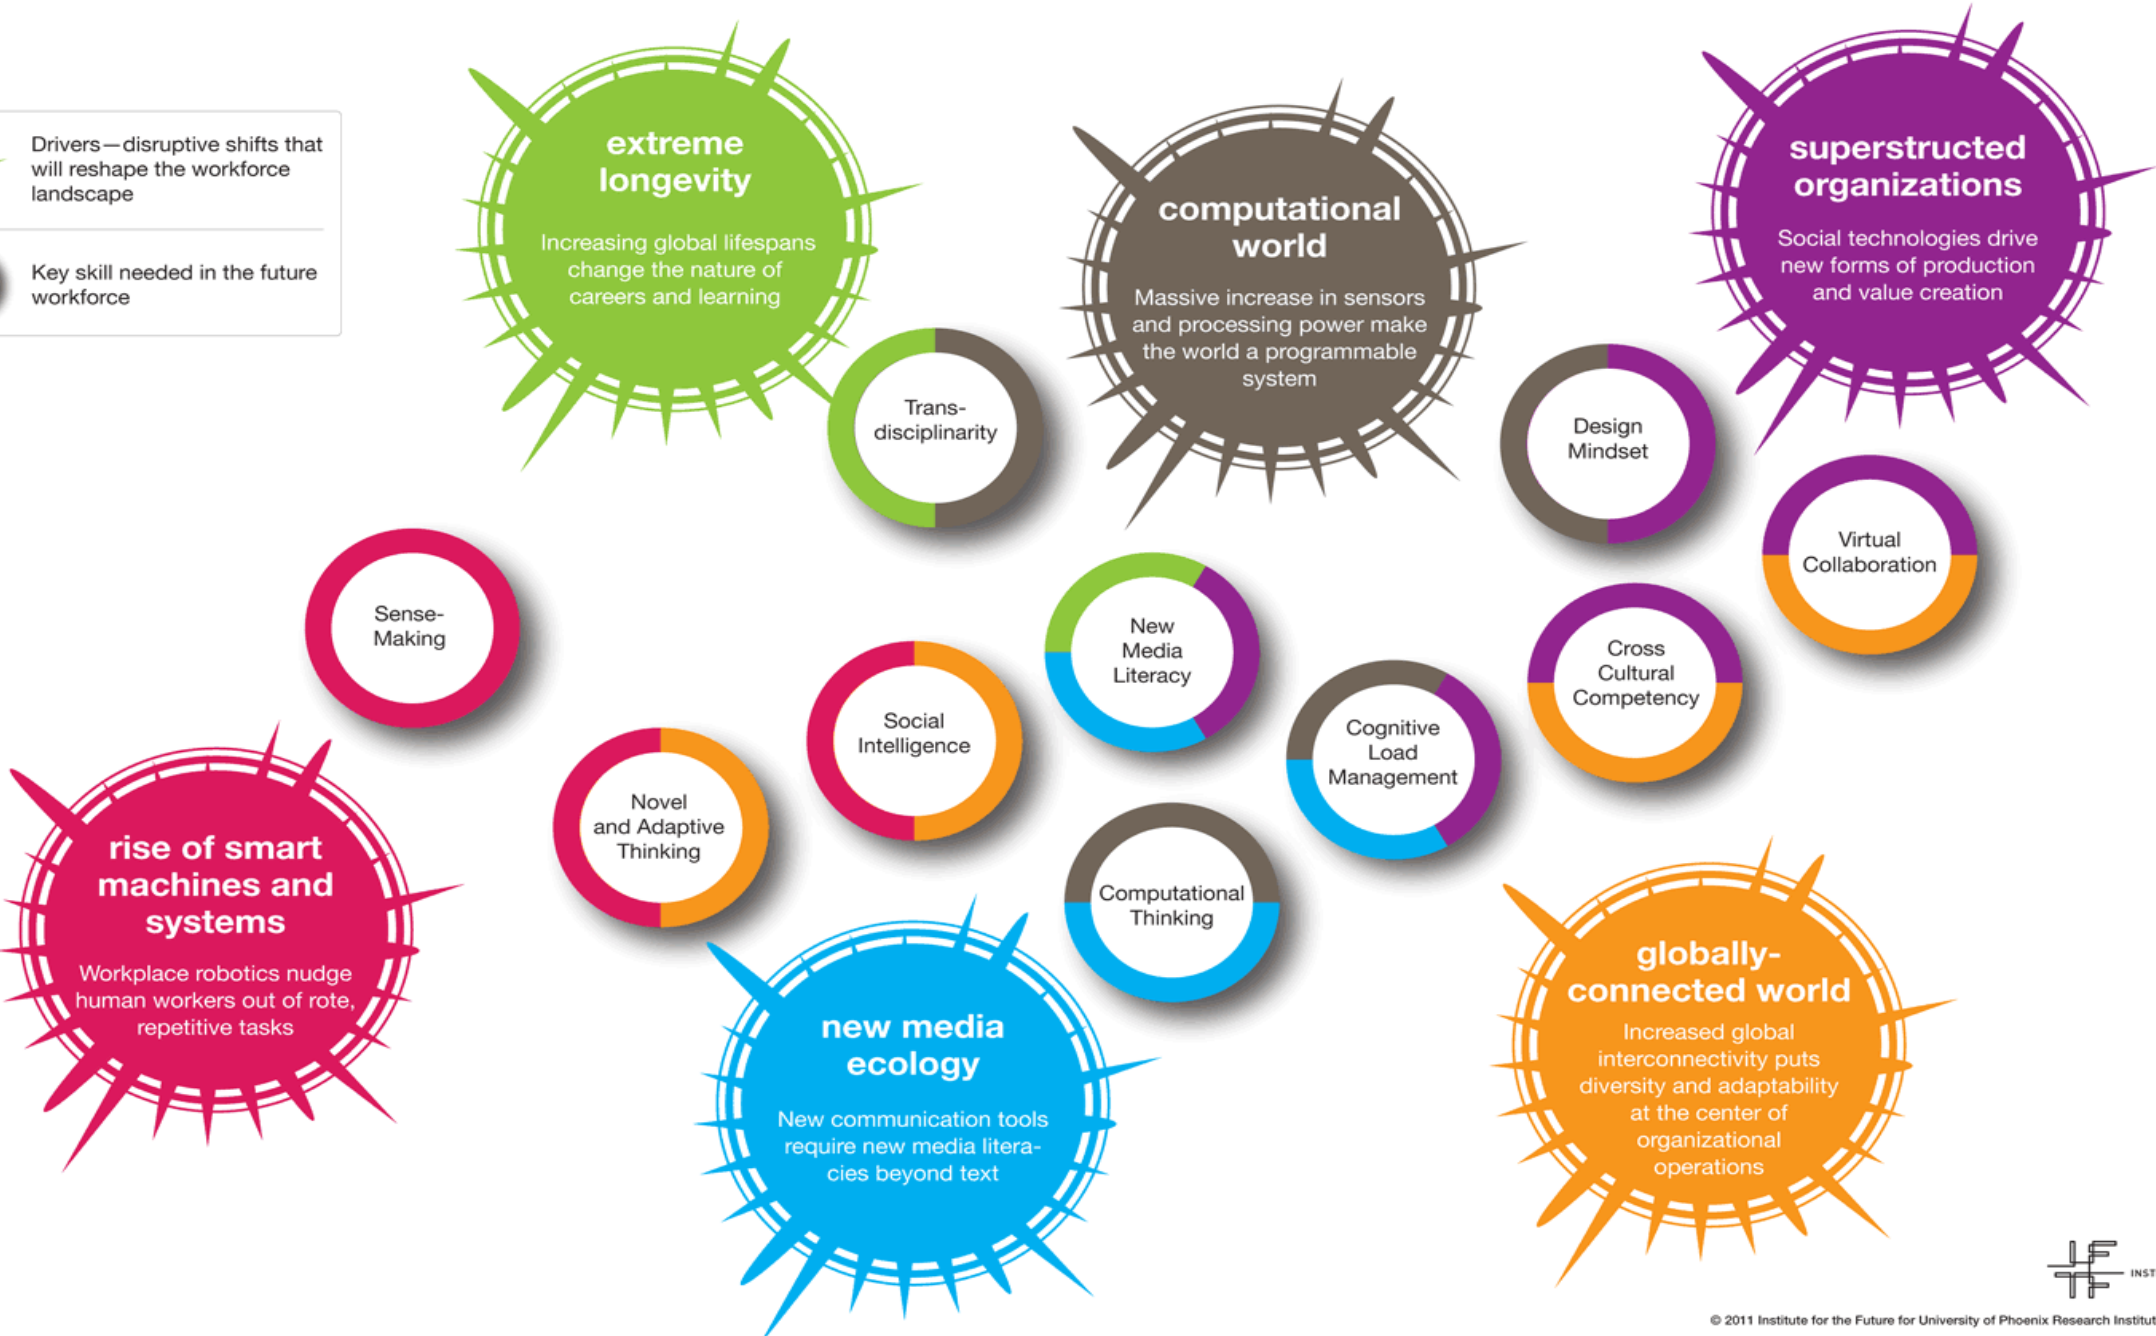 Drivers—disruptive shifts that
will reshape the workforce
landscape
Key skill needed in the future
workforce
extreme
longevity
Increasing global lifespans
change the nature of
careers and learning
computational
world
Massive increase in sensors
and processing power make
the world a programmable
system
superstructed
organizations
Social technologies drive
new forms of production
and value creation
Trans-
disciplinarity
Design
Mindset
Virtual
Collaboration
Sense-
Making
New
Media
Literacy
Cross
Cultural
Competency
Social
Intelligence
Cognitive
Load
Management
Novel
and Adaptive
Thinking
Computational
Thinking
rise of smart
machines and
systems
Workplace robotics nudge
human workers out of rote,
repetitive tasks
new media
ecology
New communication tools
require new media litera-
cies beyond text
globally-
connected world
Increased global
interconnectivity puts
diversity and adaptability
at the center of
organizational
operations
INST
© 2011 Institute for the Future for University of Phoenix Research Institut